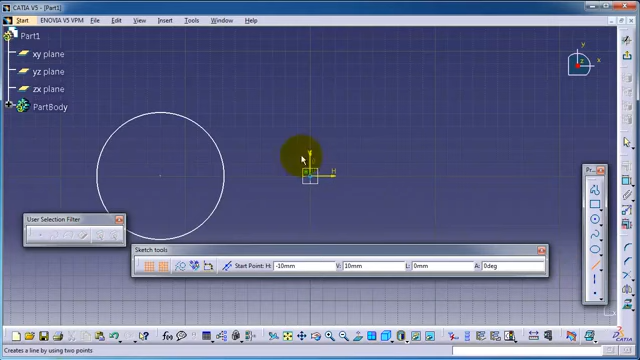 CATIA V5 - [Part1]
Start ENOVIA V5 VPM File Edit View Insert Tools Window Help
Part1
xy plane
yz plane
zx plane
PartBody
y
z
x
V
H
Pr...
User Selection Filter
Sketch tools
Start Point: H: -10mm V: 10mm L: 0mm A: 0deg
CATIA
Creates a line by using two points